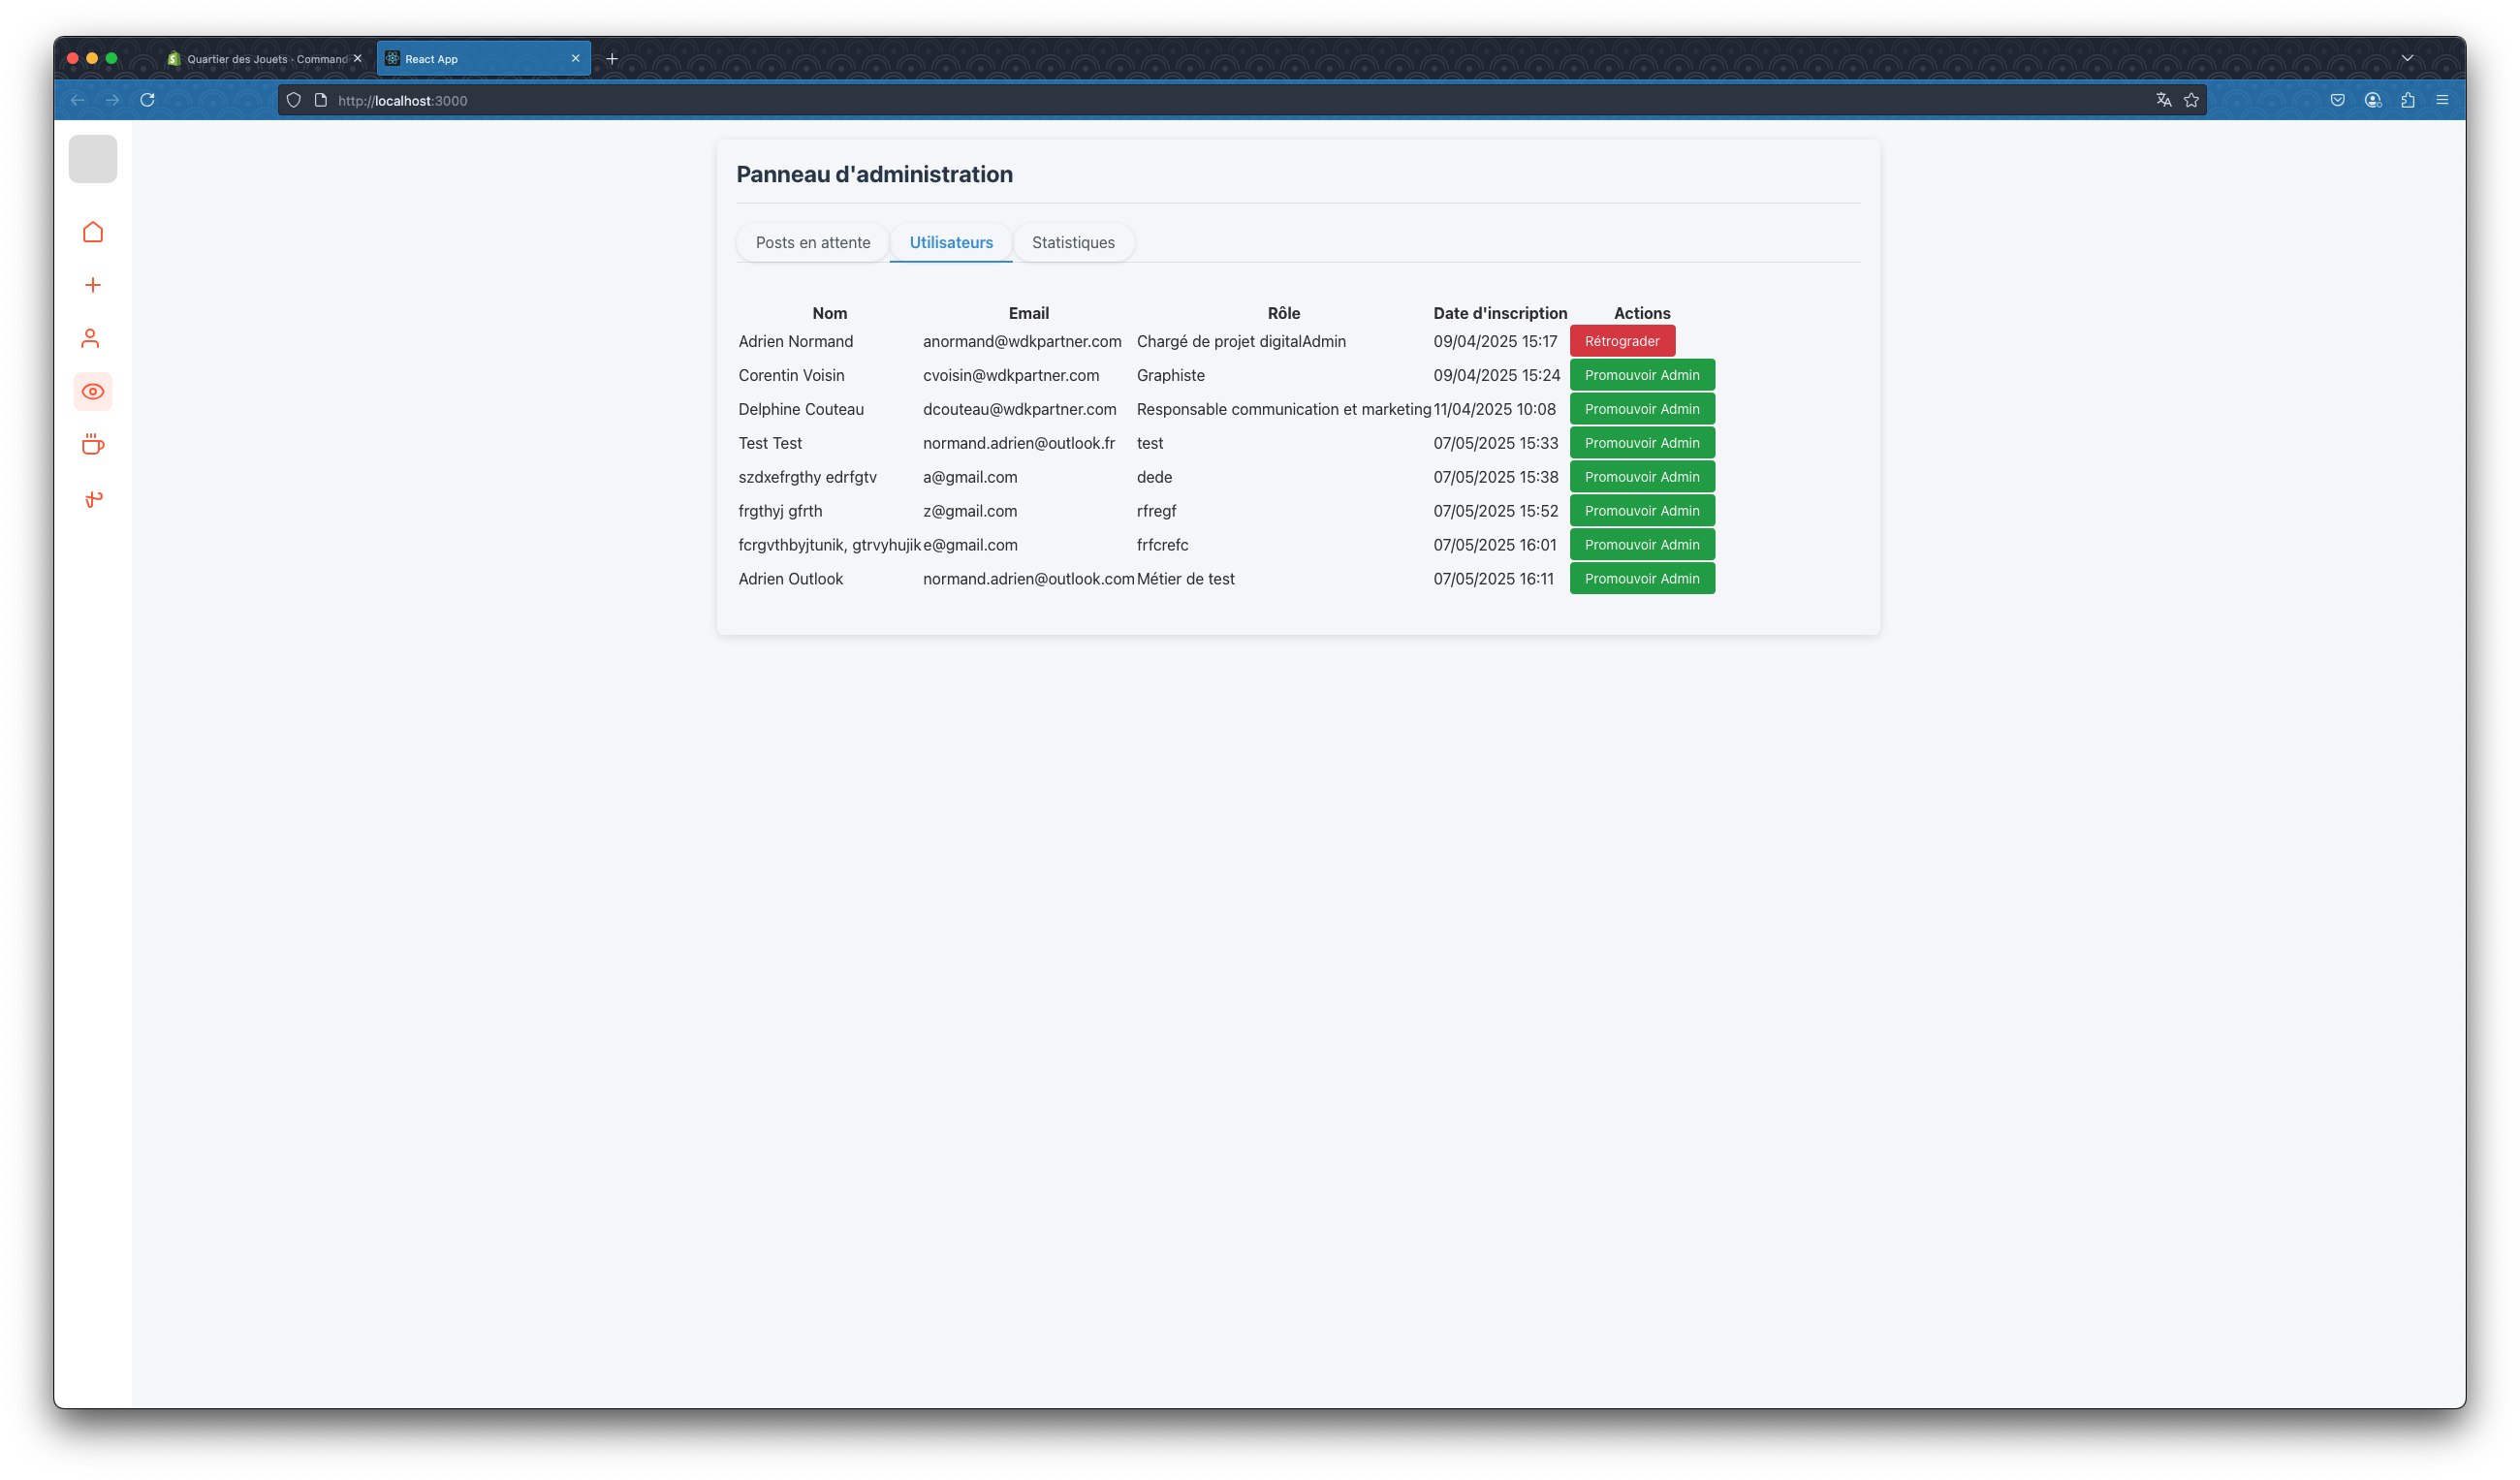 Quartier des Jouets · Command
React App
http://localhost:3000
Panneau d'administration
Posts en attente Utilisateurs Statistiques
Nom Email Rôle Date d'inscription Actions
Adrien Normand anormand@wdkpartner.com Chargé de projet digitalAdmin 09/04/2025 15:17 Rétrograder
Corentin Voisin cvoisin@wdkpartner.com Graphiste 09/04/2025 15:24 Promouvoir Admin
Delphine Couteau dcouteau@wdkpartner.com Responsable communication et marketing 11/04/2025 10:08 Promouvoir Admin
Test Test normand.adrien@outlook.fr test 07/05/2025 15:33 Promouvoir Admin
szdxefrgthy edrfgtv a@gmail.com dede 07/05/2025 15:38 Promouvoir Admin
frgthyj gfrth z@gmail.com rfregf 07/05/2025 15:52 Promouvoir Admin
fcrgvthbyjtunik, gtrvyhujik e@gmail.com frfcrefc 07/05/2025 16:01 Promouvoir Admin
Adrien Outlook normand.adrien@outlook.com Métier de test 07/05/2025 16:11 Promouvoir Admin